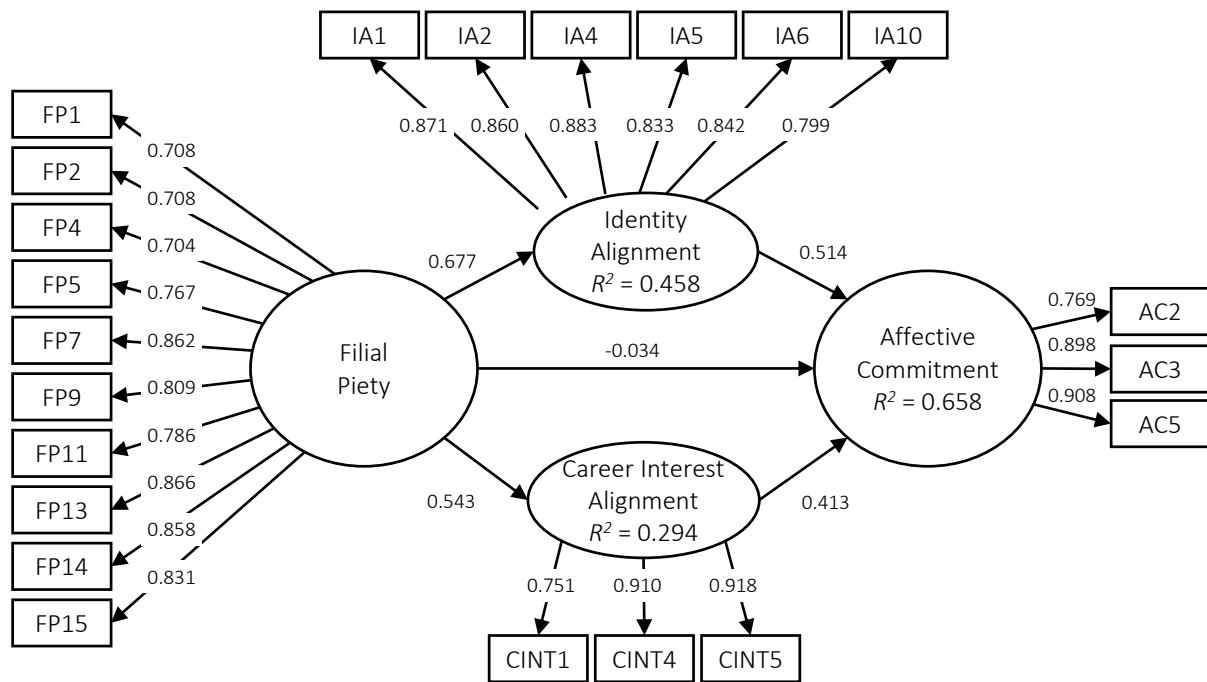 IA1
IA2
IA4
IA5
IA6
IA10
0.871
0.860
0.883
0.833
0.842
0.799
FP1
FP2
FP4
FP5
FP7
FP9
FP11
FP13
FP14
FP15
0.708
0.708
0.704
0.767
0.862
0.809
0.786
0.866
0.858
0.831
Filial
Piety
0.677
-0.034
0.543
Identity
Alignment
R² = 0.458
0.514
Career Interest
Alignment
R² = 0.294
0.413
0.751
0.910
0.918
CINT1
CINT4
CINT5
Affective
Commitment
R² = 0.658
0.769
0.898
0.908
AC2
AC3
AC5